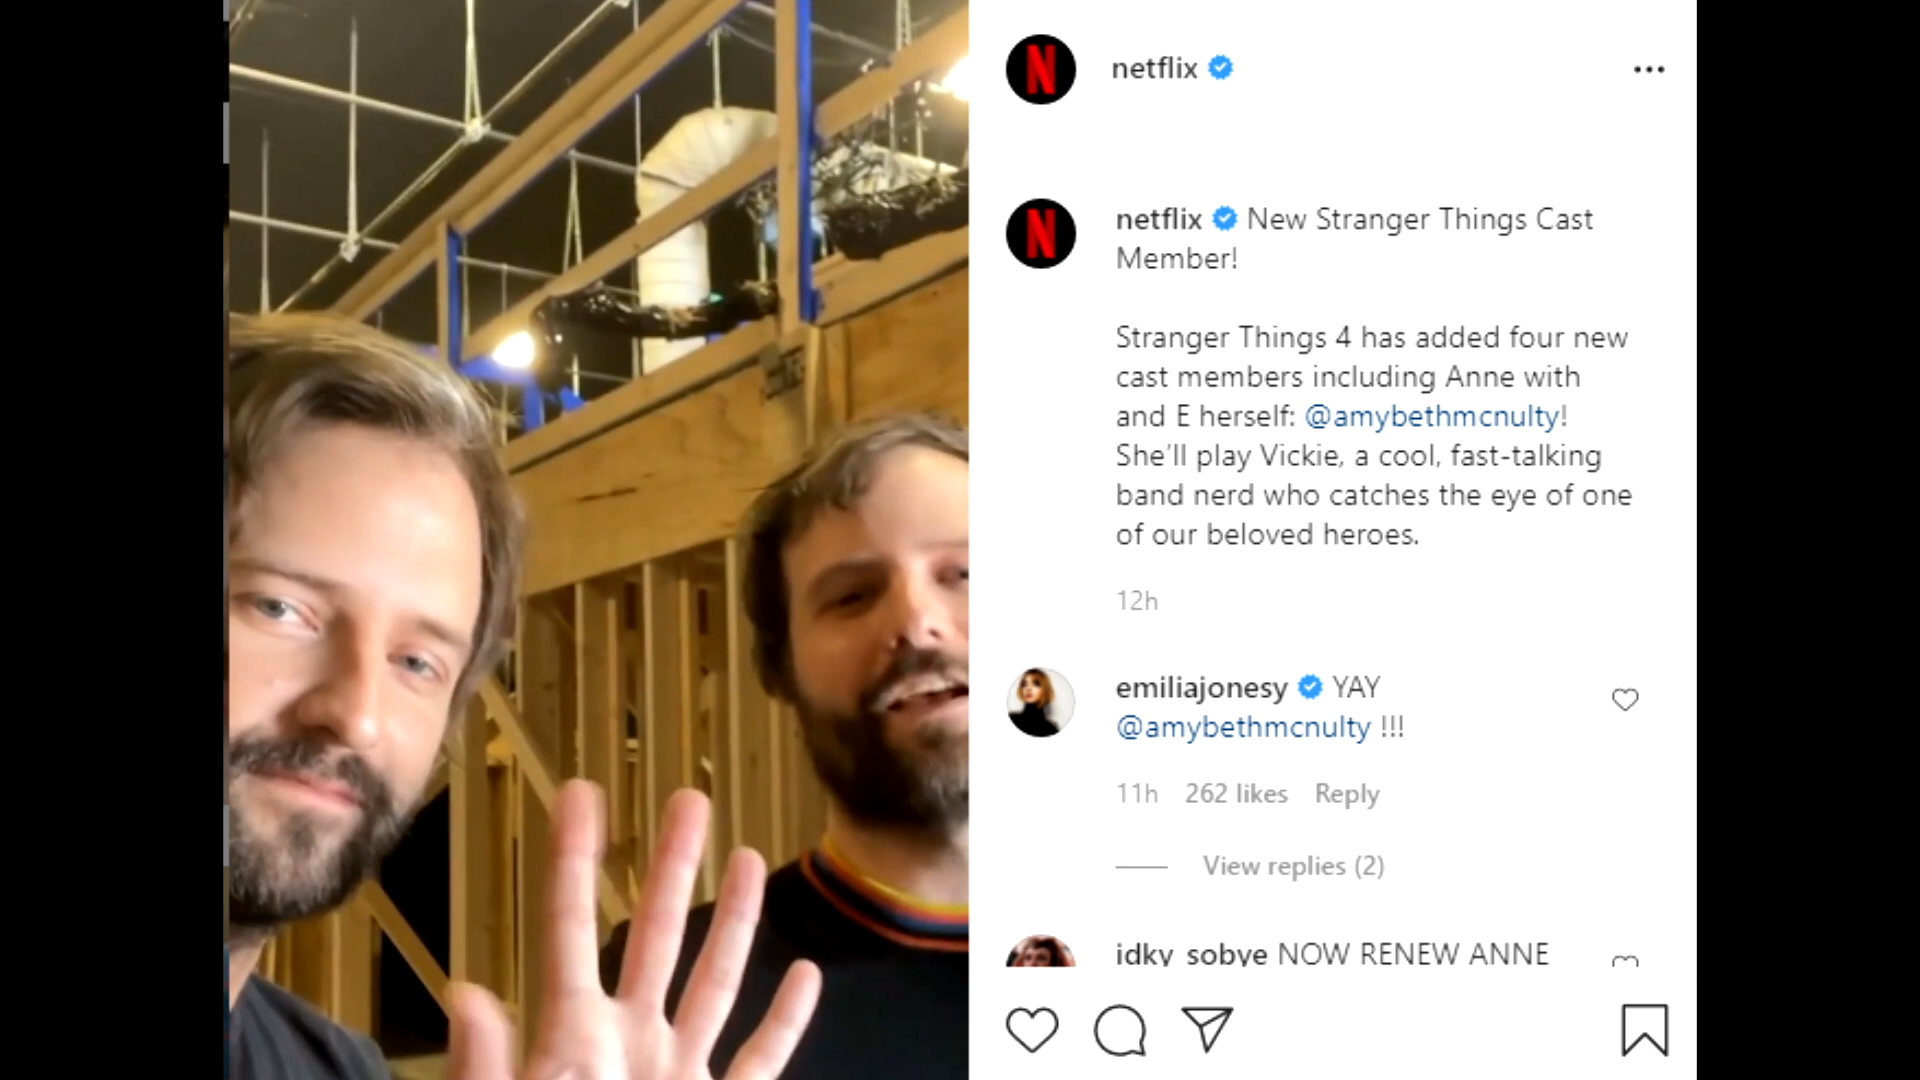 netflix
netflix New Stranger Things Cast
Member!
Stranger Things 4 has added four new
cast members including Anne with
and E herself: @amybethmcnulty!
She'll play Vickie, a cool, fast-talking
band nerd who catches the eye of one
of our beloved heroes.
12h
emiliajonesy YAY
@amybethmcnulty !!!
11h 262 likes Reply
View replies (2)
idky_sobye NOW RENEW ANNE